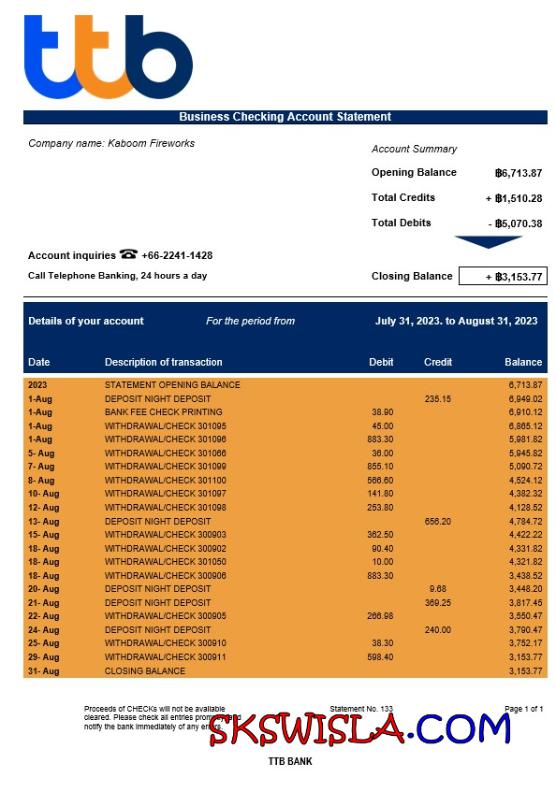 ttb
Business Checking Account Statement
Company name: Kaboom Fireworks
Account Summary
Opening Balance ฿6,713.87
Total Credits + ฿1,510.28
Total Debits - ฿5,070.38
Account inquiries ☎ +66-2241-1428
Call Telephone Banking, 24 hours a day
Closing Balance + ฿3,153.77
Details of your account For the period from July 31, 2023. to August 31, 2023
Date Description of transaction Debit Credit Balance
2023 STATEMENT OPENING BALANCE 6,713.87
1-Aug DEPOSIT NIGHT DEPOSIT 235.15 6,949.02
1-Aug BANK FEE CHECK PRINTING 38.90 6,910.12
1-Aug WITHDRAWAL/CHECK 301095 45.00 6,865.12
1-Aug WITHDRAWAL/CHECK 301096 883.30 5,981.82
5- Aug WITHDRAWAL/CHECK 301066 36.00 5,945.82
7- Aug WITHDRAWAL/CHECK 301099 855.10 5,090.72
8- Aug WITHDRAWAL/CHECK 301100 566.60 4,524.12
10- Aug WITHDRAWAL/CHECK 301097 141.80 4,382.32
12- Aug WITHDRAWAL/CHECK 301098 253.80 4,128.52
13- Aug DEPOSIT NIGHT DEPOSIT 656.20 4,784.72
15- Aug WITHDRAWAL/CHECK 300903 362.50 4,422.22
18- Aug WITHDRAWAL/CHECK 300902 90.40 4,331.82
18- Aug WITHDRAWAL/CHECK 301050 10.00 4,321.82
18- Aug WITHDRAWAL/CHECK 300906 883.30 3,438.52
20- Aug DEPOSIT NIGHT DEPOSIT 9.68 3,448.20
21- Aug DEPOSIT NIGHT DEPOSIT 369.25 3,817.45
22- Aug WITHDRAWAL/CHECK 300905 266.98 3,550.47
24- Aug DEPOSIT NIGHT DEPOSIT 240.00 3,790.47
25- Aug WITHDRAWAL/CHECK 300910 38.30 3,752.17
29- Aug WITHDRAWAL/CHECK 300911 598.40 3,153.77
31- Aug CLOSING BALANCE 3,153.77
Proceeds of CHECKs will not be available Statement No. 133 Page 1 of 1
cleared. Please check all entries and
notify the bank immediately of any
SKSWISLA.COM
TTB BANK